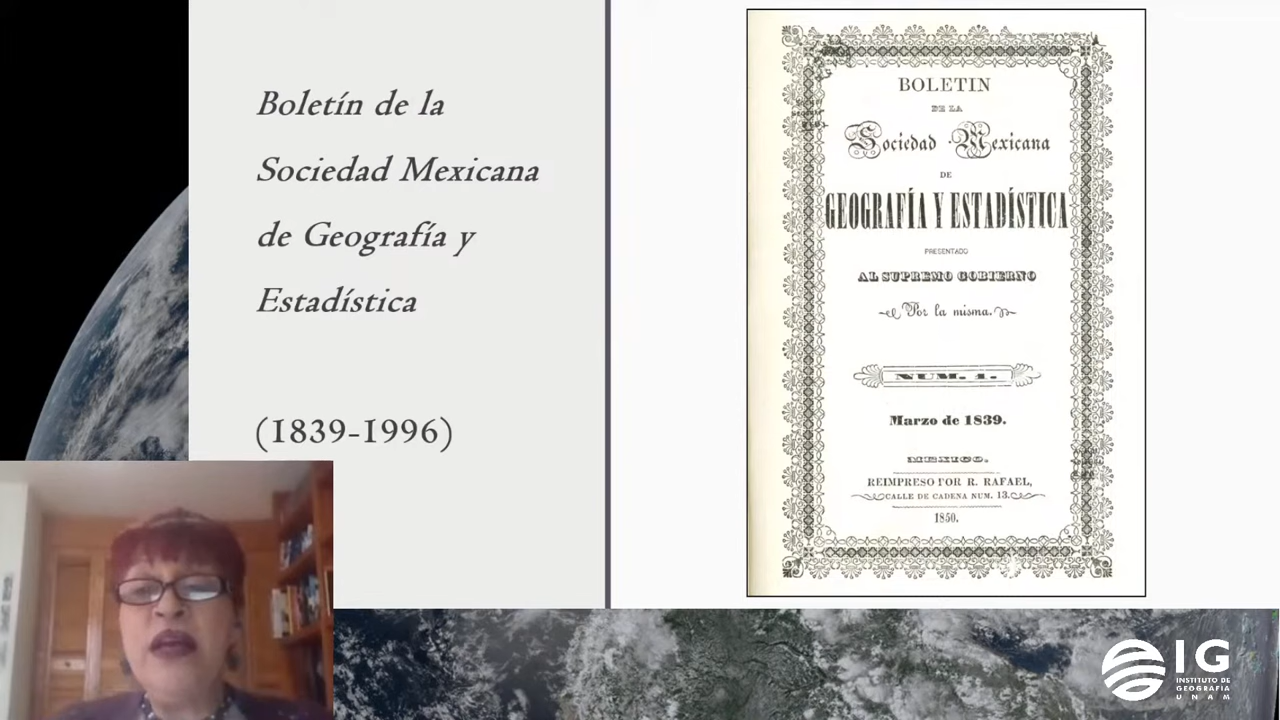 Boletín de la
Sociedad Mexicana
de Geografía y
Estadística
(1839-1996)
BOLETIN
DE LA
Sociedad Mexicana
DE
GEOGRAFÍA Y ESTADÍSTICA
PRESENTADO
AL SUPREMO GOBIERNO
Por la misma.
NUM. 1.
Marzo de 1839.
MEXICO.
REIMPRESO POR R. RAFAEL,
CALLE DE CADENA NUM. 13.
1850.
IG
INSTITUTO DE
GEOGRAFÍA
UNAM